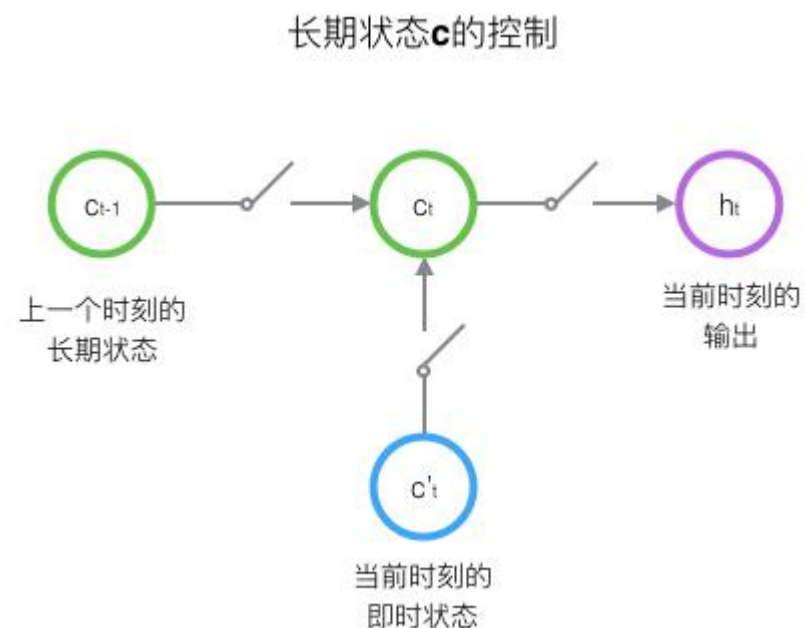 长期状态c的控制
Ct-1
Ct
ht
上一个时刻的
长期状态
当前时刻的
输出
C't
当前时刻的
即时状态